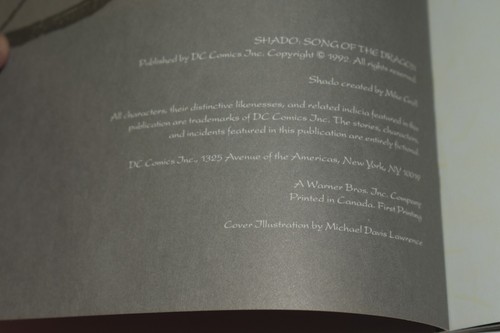 SHADO: SONG OF THE DRAGON
Published by DC Comics Inc. Copyright © 1992. All rights reserved.
Shado created by Mike Grell
All characters, their distinctive likenesses, and related indicia featured in this
publication are trademarks of DC Comics Inc. The stories, characters,
and incidents featured in this publication are entirely fictional.
DC Comics Inc., 1325 Avenue of the Americas, New York, NY 10019
A Warner Bros. Inc. Company
Printed in Canada. First Printing
Cover Illustration by Michael Davis Lawrence